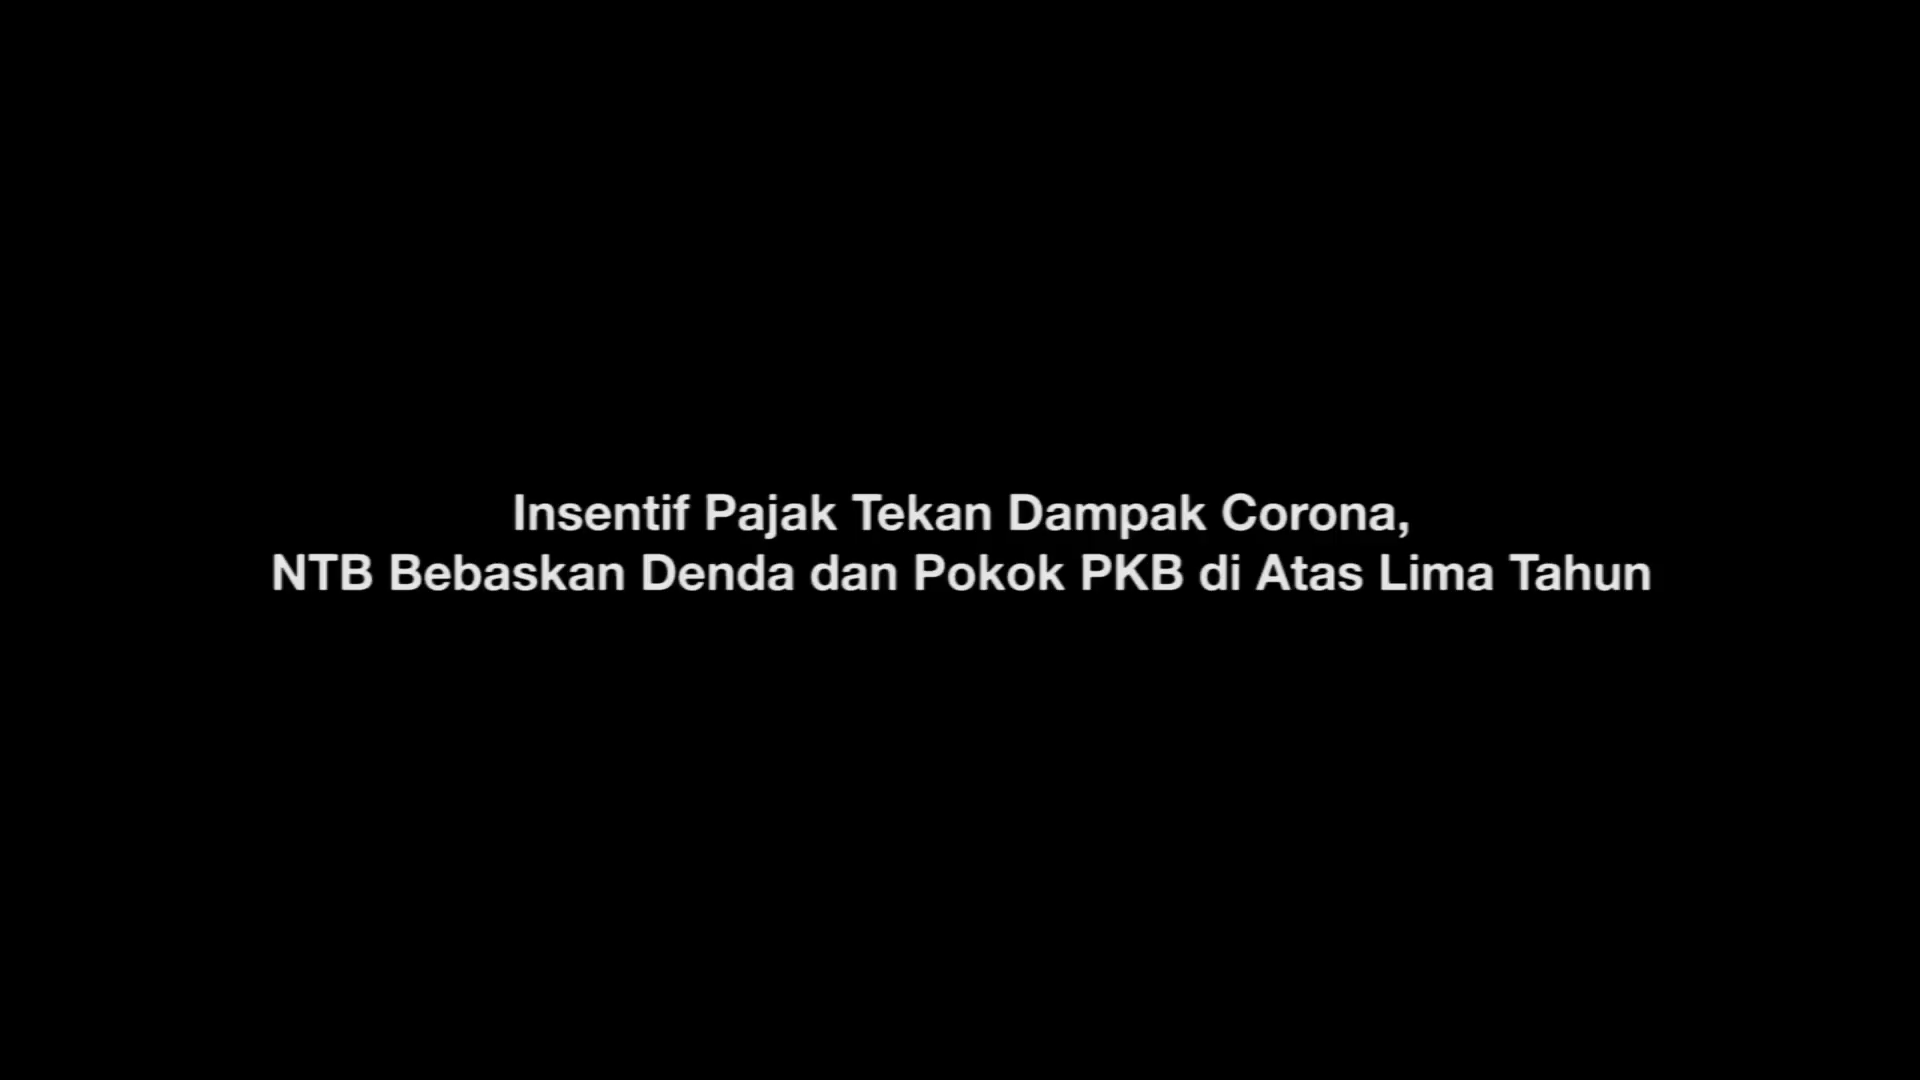 Insentif Pajak Tekan Dampak Corona,
NTB Bebaskan Denda dan Pokok PKB di Atas Lima Tahun